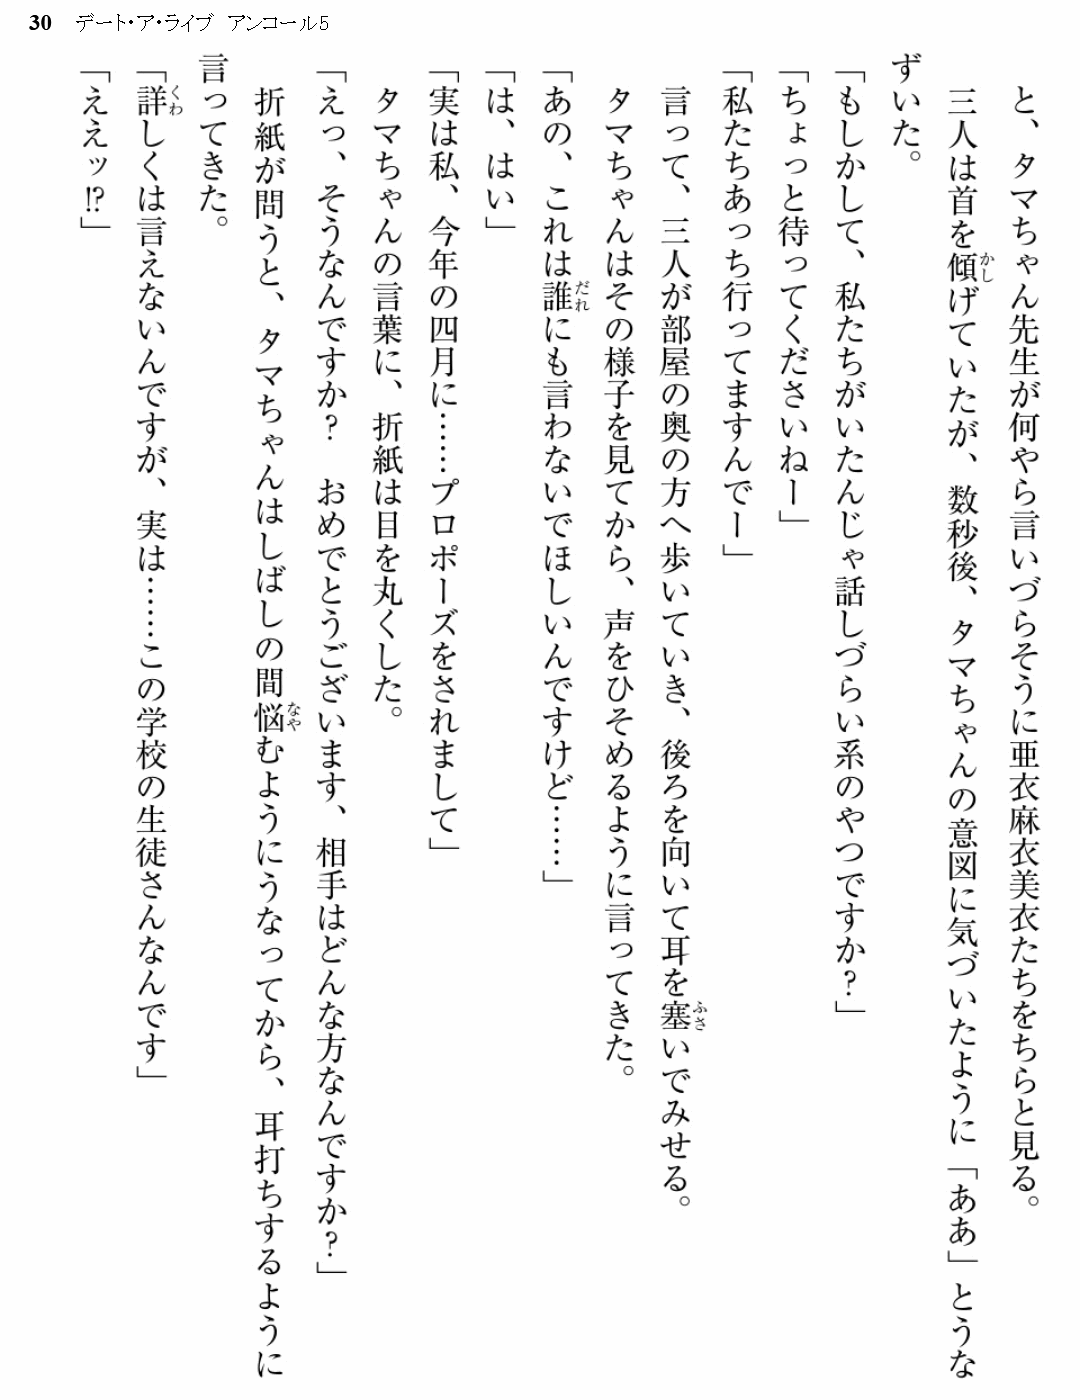 30 デート・ア・ライブ アンコール5
と、タマちゃん先生が何やら言いづらそうに亜衣麻衣美衣たちをちらと見る。
三人は首を傾げていたが、数秒後、タマちゃんの意図に気づいたように「ああ」とうな
ずいた。
「もしかして、私たちがいたんじゃ話しづらい系のやつですか？」
「ちょっと待ってくださいねー」
「私たちあっち行ってますんでー」
言って、三人が部屋の奥の方へ歩いていき、後ろを向いて耳を塞いでみせる。
タマちゃんはその様子を見てから、声をひそめるように言ってきた。
「あの、これは誰にも言わないでほしいんですけど……」
「は、はい」
「実は私、今年の四月に……プロポーズをされまして」
タマちゃんの言葉に、折紙は目を丸くした。
「えっ、そうなんですか？　おめでとうございます、相手はどんな方なんですか？」
折紙が問うと、タマちゃんはしばしの間悩むようにうなってから、耳打ちするように
言ってきた。
「詳しくは言えないんですが、実は……この学校の生徒さんなんです」
「ええッ!?」